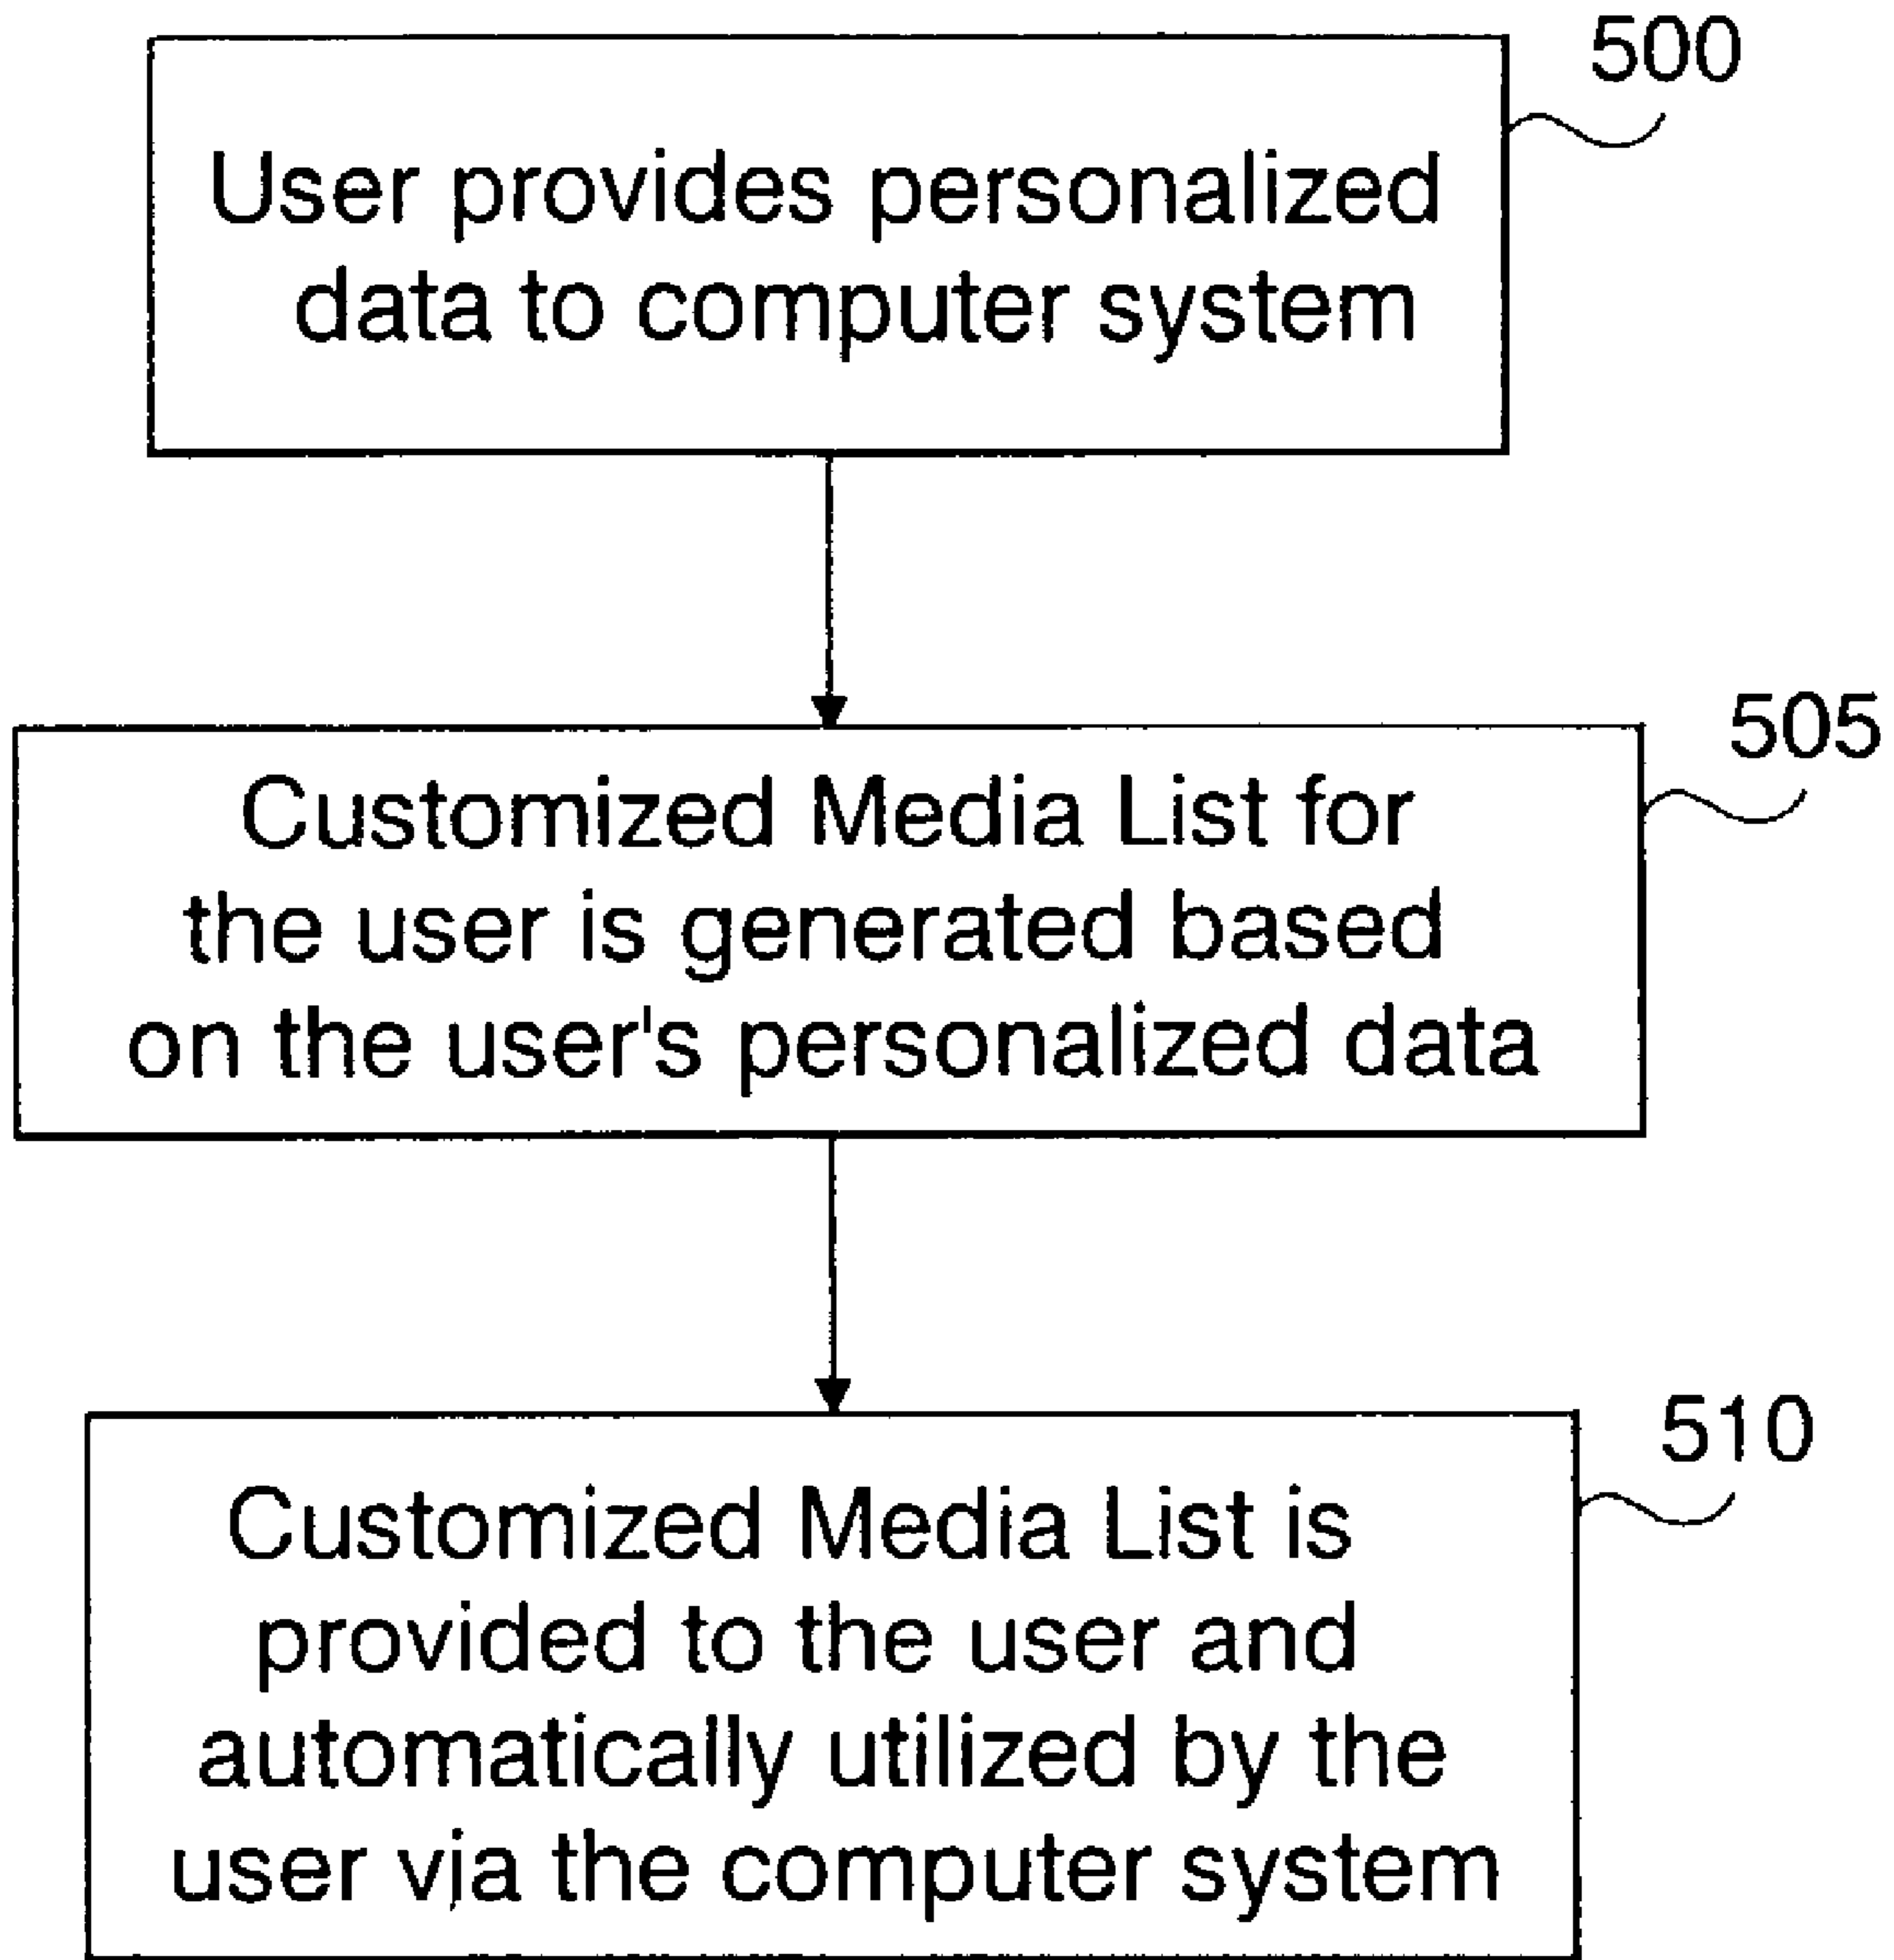 500
User provides personalized
data to computer system
505
Customized Media List for
the user is generated based
on the user's personalized data
510
Customized Media List is
provided to the user and
automatically utilized by the
user via the computer system